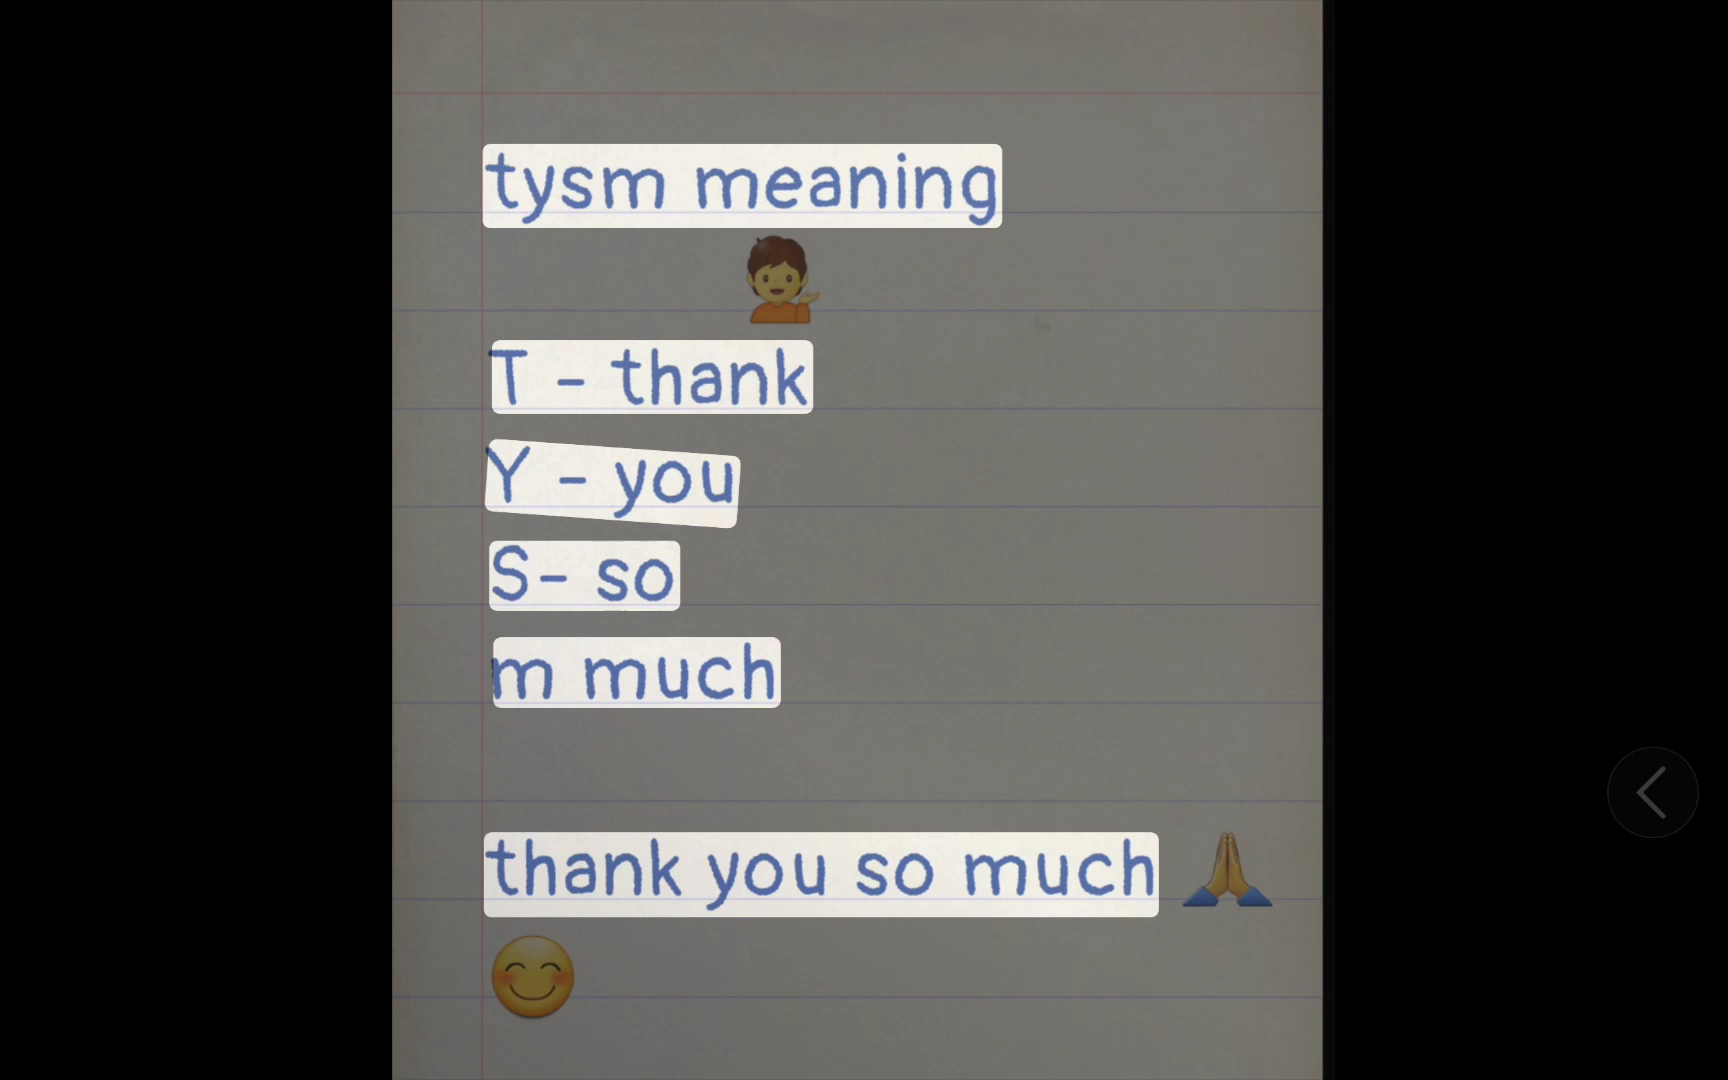 tysm meaning
T - thank
Y - you
S- so
m much
thank you so much